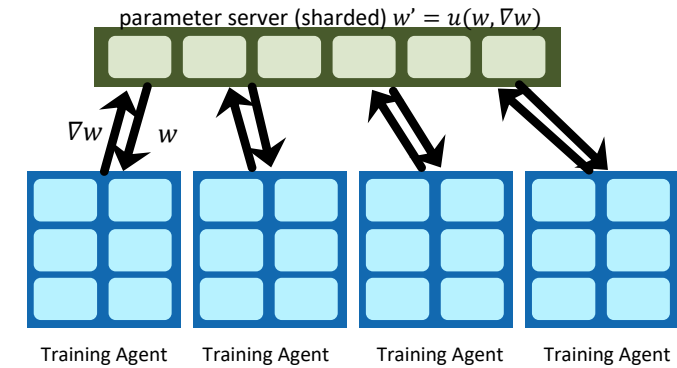 parameter server (sharded) w’ = u(w, ∇w)
∇w w
Training Agent Training Agent Training Agent Training Agent